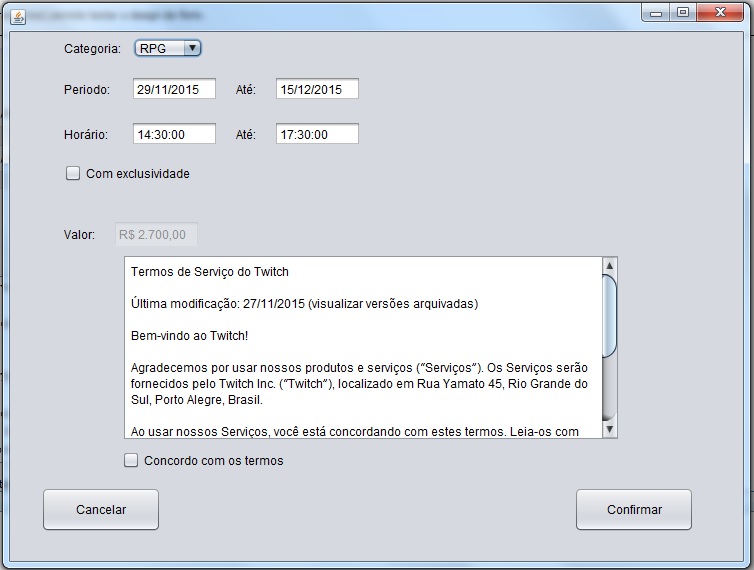 Categoria: RPG
Periodo: 29/11/2015 Até: 15/12/2015
Horário: 14:30:00 Até: 17:30:00
Com exclusividade
Valor: R$ 2.700,00
Termos de Serviço do Twitch
Última modificação: 27/11/2015 (visualizar versões arquivadas)
Bem-vindo ao Twitch!
Agradecemos por usar nossos produtos e serviços (“Serviços”). Os Serviços serão
fornecidos pelo Twitch Inc. (“Twitch”), localizado em Rua Yamato 45, Rio Grande do
Sul, Porto Alegre, Brasil.
Ao usar nossos Serviços, você está concordando com estes termos. Leia-os com
Concordo com os termos
Cancelar Confirmar